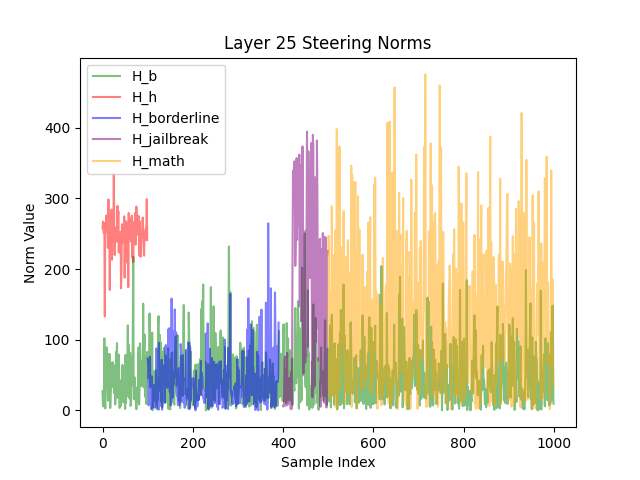 Layer 25 Steering Norms
H_b
H_h
H_borderline
H_jailbreak
H_math
Norm Value
400
300
200
100
0
0
200
400
600
800
1000
Sample Index